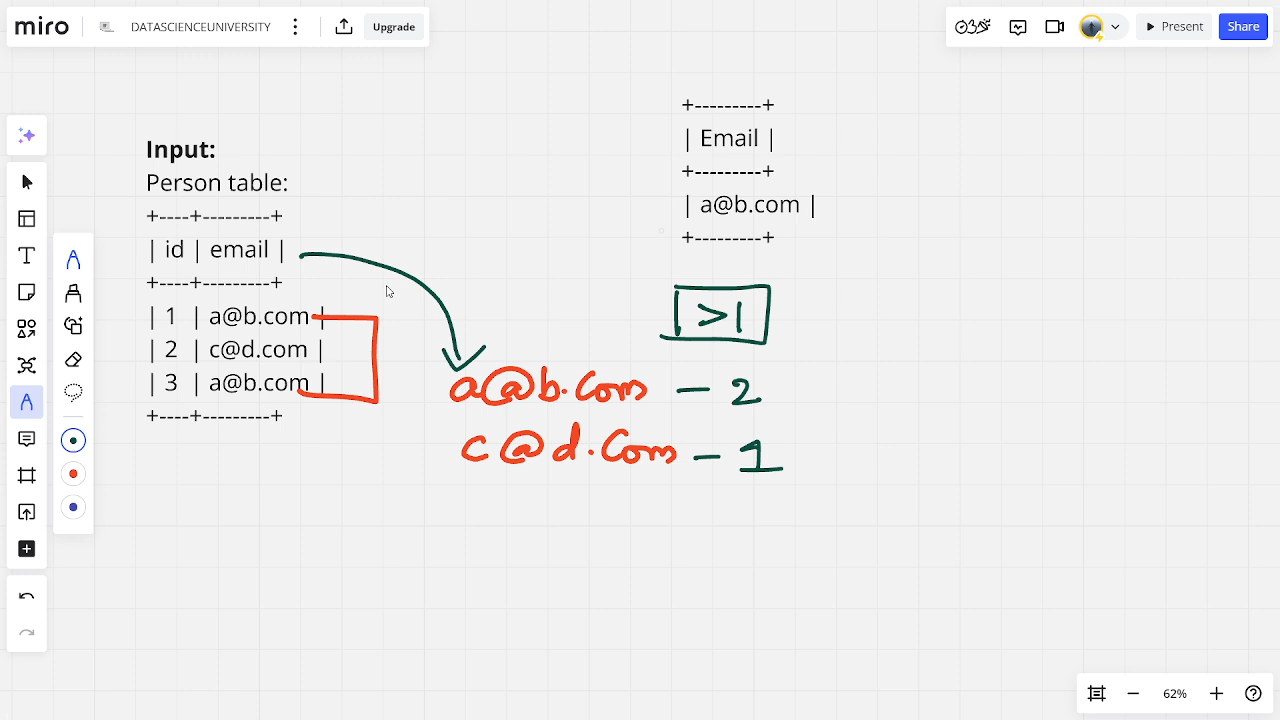 miro DATASCIENCEUNIVERSITY Upgrade Present Share
Input:
Person table:
+----+---------+
| id | email |
+----+---------+
| 1 | a@b.com |
| 2 | c@d.com |
| 3 | a@b.com |
+----+---------+
+---------+
| Email |
+---------+
| a@b.com |
+---------+
>1
a@b.com - 2
c@d.com - 1
62%